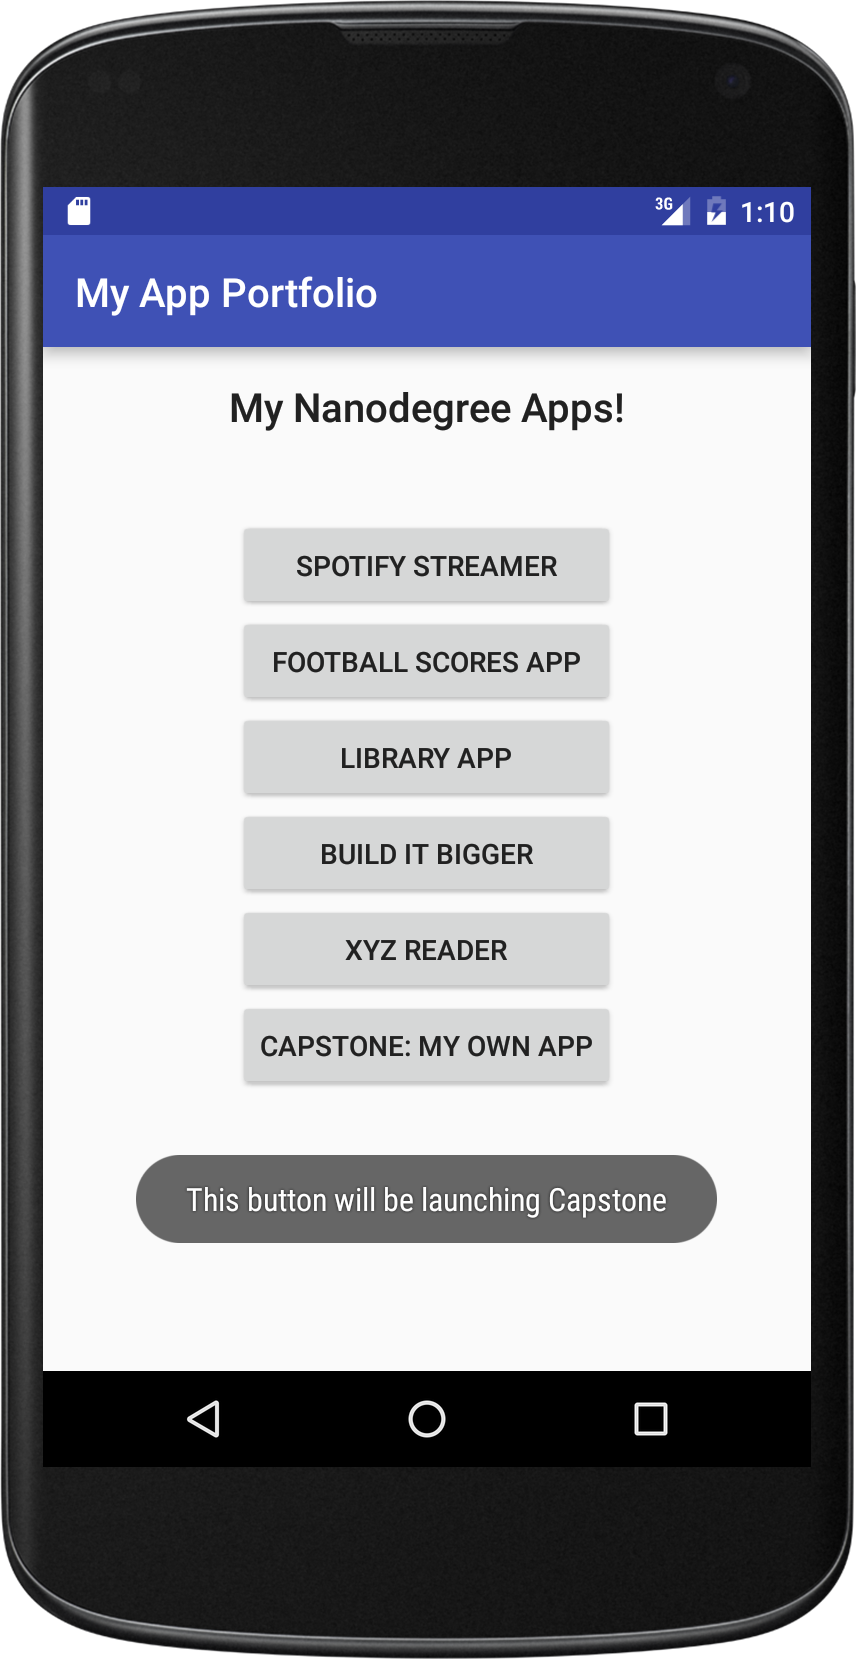 3G 1:10
My App Portfolio
My Nanodegree Apps!
SPOTIFY STREAMER
FOOTBALL SCORES APP
LIBRARY APP
BUILD IT BIGGER
XYZ READER
CAPSTONE: MY OWN APP
This button will be launching Capstone